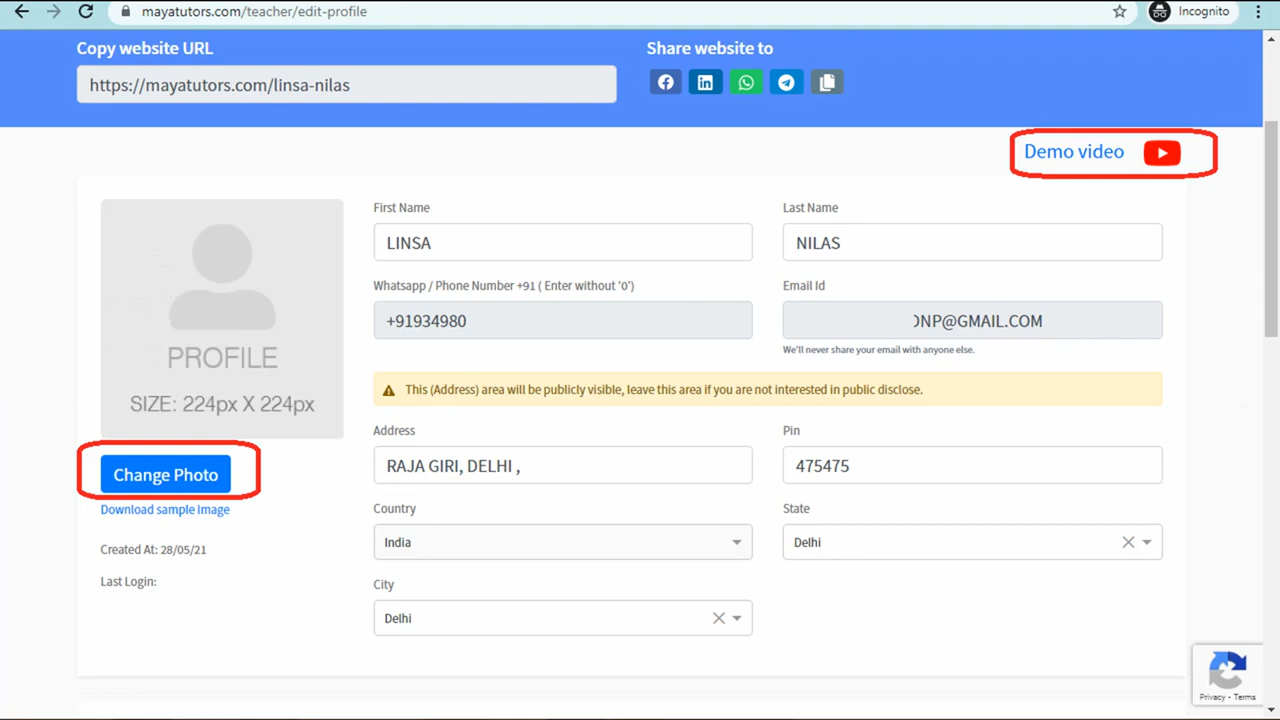 mayatutors.com/teacher/edit-profile
Incognito
Copy website URL
Share website to
https://mayatutors.com/linsa-nilas
Demo video
PROFILE
SIZE: 224px X 224px
Change Photo
Download sample Image
Created At: 28/05/21
Last Login:
First Name
Last Name
LINSA
NILAS
Whatsapp / Phone Number +91 ( Enter without '0')
Email Id
+91934980
NP@GMAIL.COM
We'll never share your email with anyone else.
This (Address) area will be publicly visible, leave this area if you are not interested in public disclose.
Address
Pin
RAJA GIRI, DELHI ,
475475
Country
State
India
Delhi
City
Delhi
Privacy - Terms